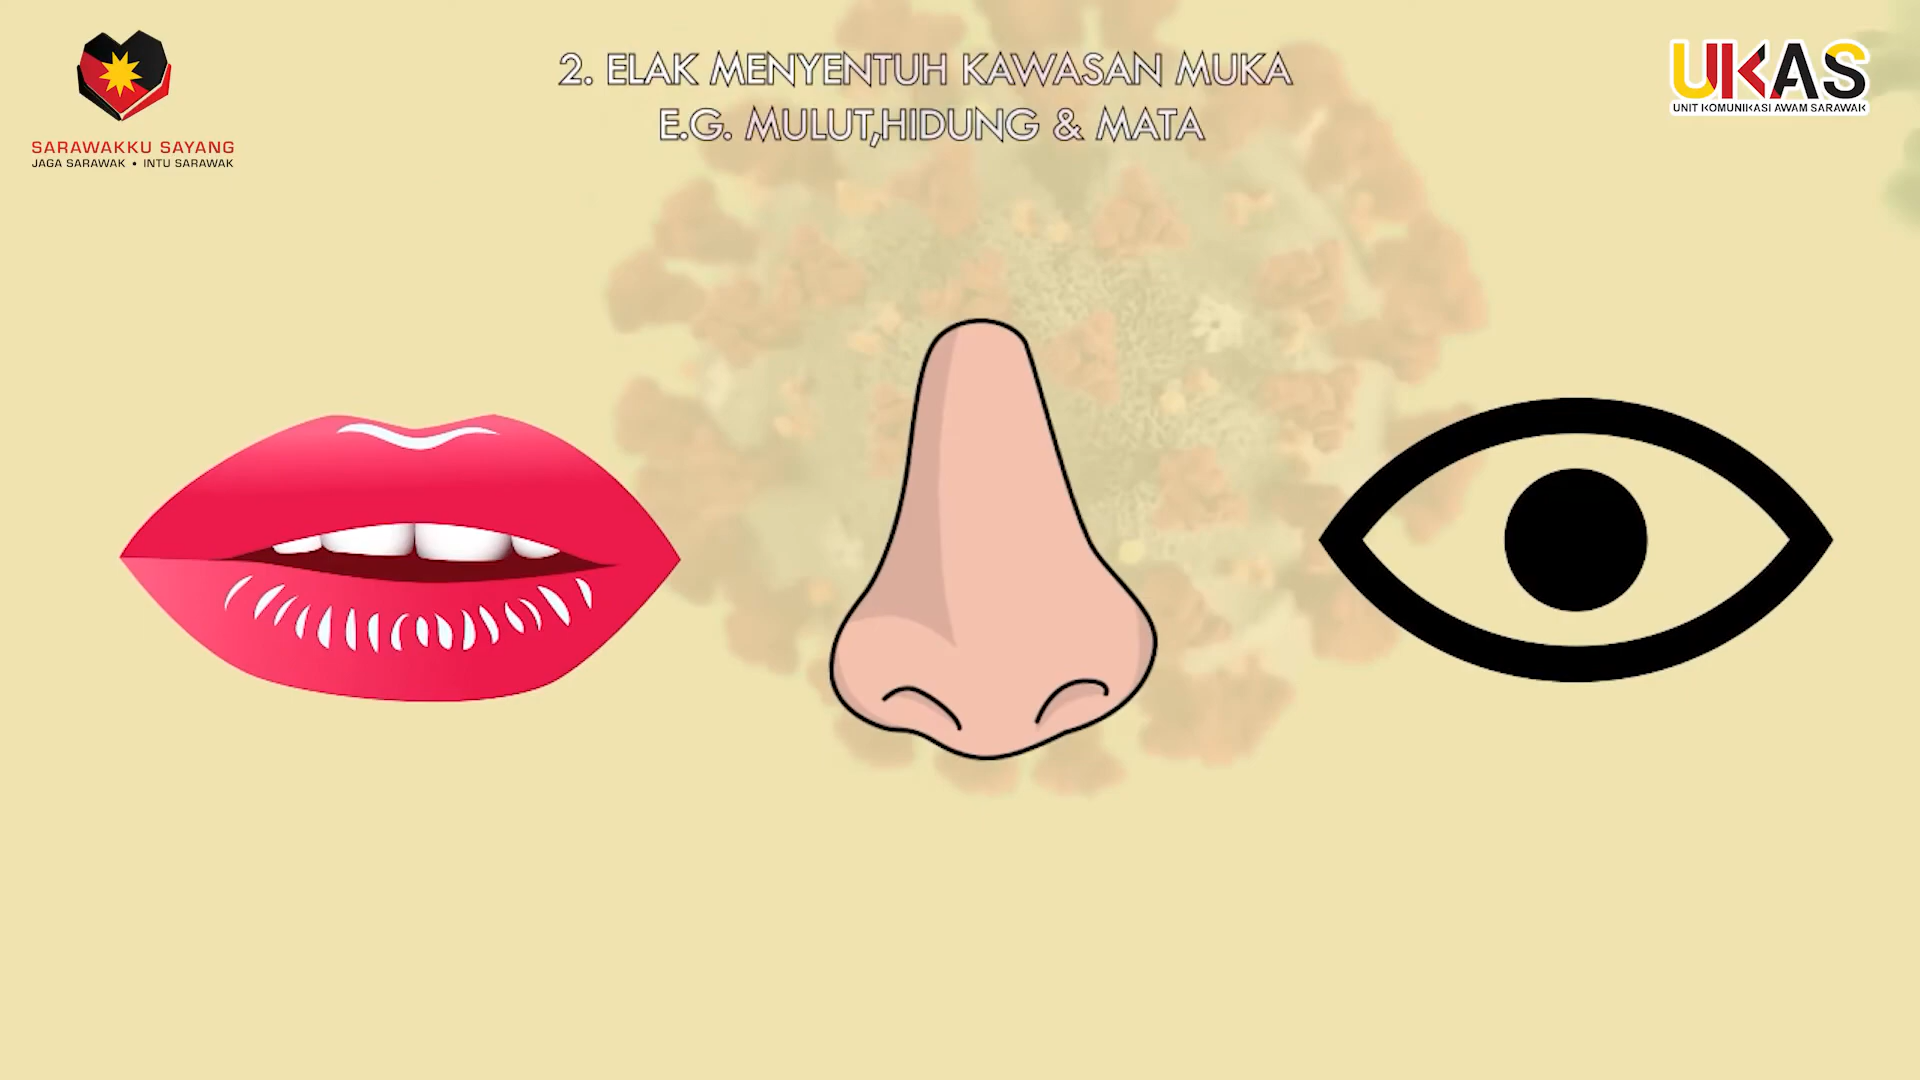 2. ELAK MENYENTUH KAWASAN MUKA
E.G. MULUT,HIDUNG & MATA
SARAWAKKU SAYANG
JAGA SARAWAK • INTU SARAWAK
UKAS
UNIT KOMUNIKASI AWAM SARAWAK